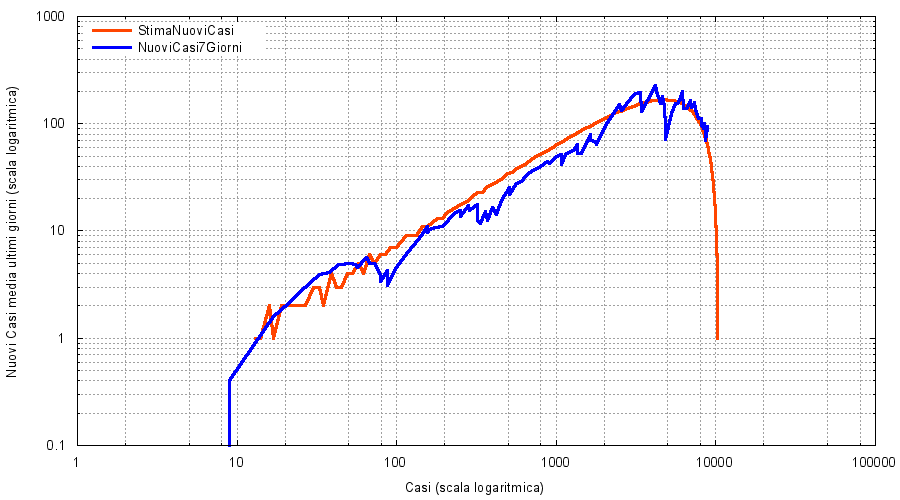 1000
100
10
1
0.1
StimaNuoviCasi
NuoviCasi7Giorni
Nuovi Casi media ultimi giorni (scala logaritmica)
1 10 100 1000 10000 100000
Casi (scala logaritmica)